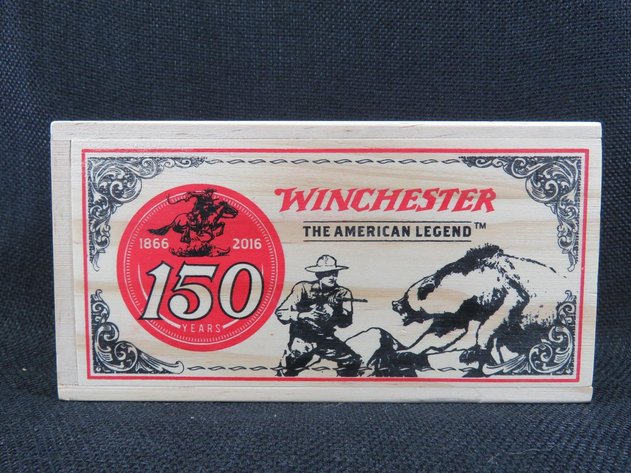 1866 2016
150
YEARS
WINCHESTER
THE AMERICAN LEGEND™